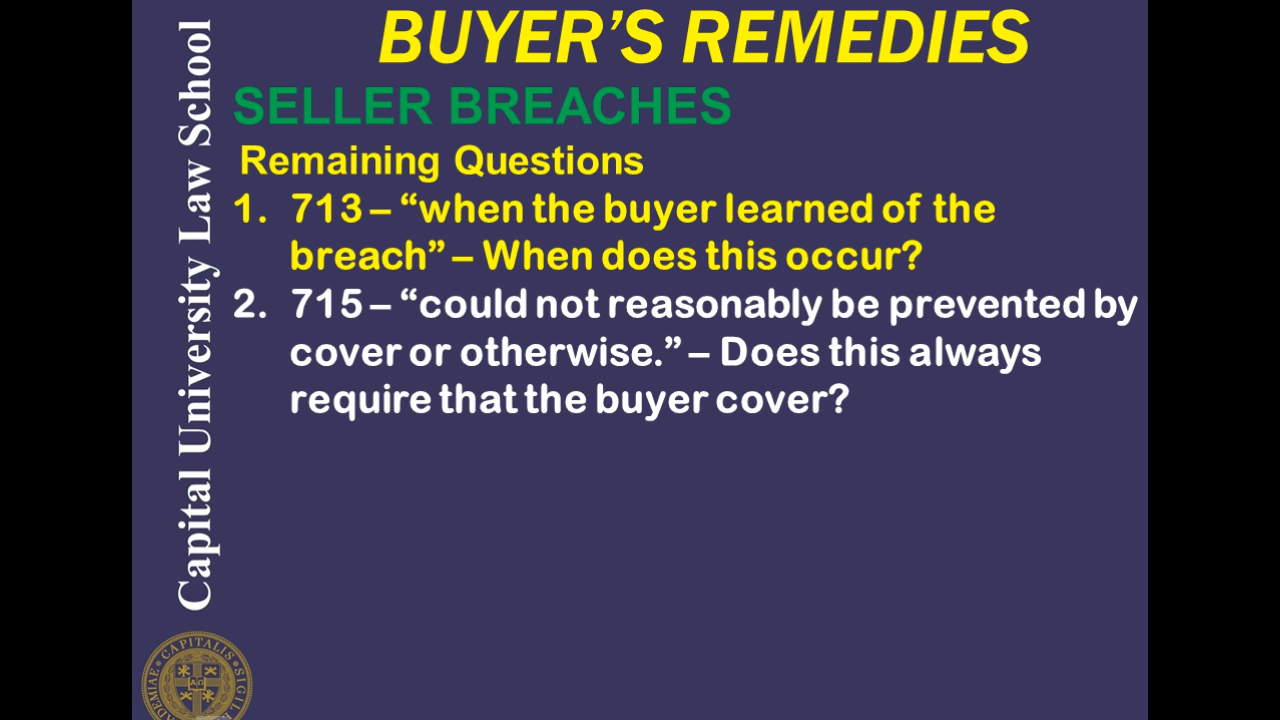 BUYER’S REMEDIES
Capital University Law School
SELLER BREACHES
Remaining Questions
1. 713 – “when the buyer learned of the
breach” – When does this occur?
2. 715 – “could not reasonably be prevented by
cover or otherwise.” – Does this always
require that the buyer cover?
CAPITALIS